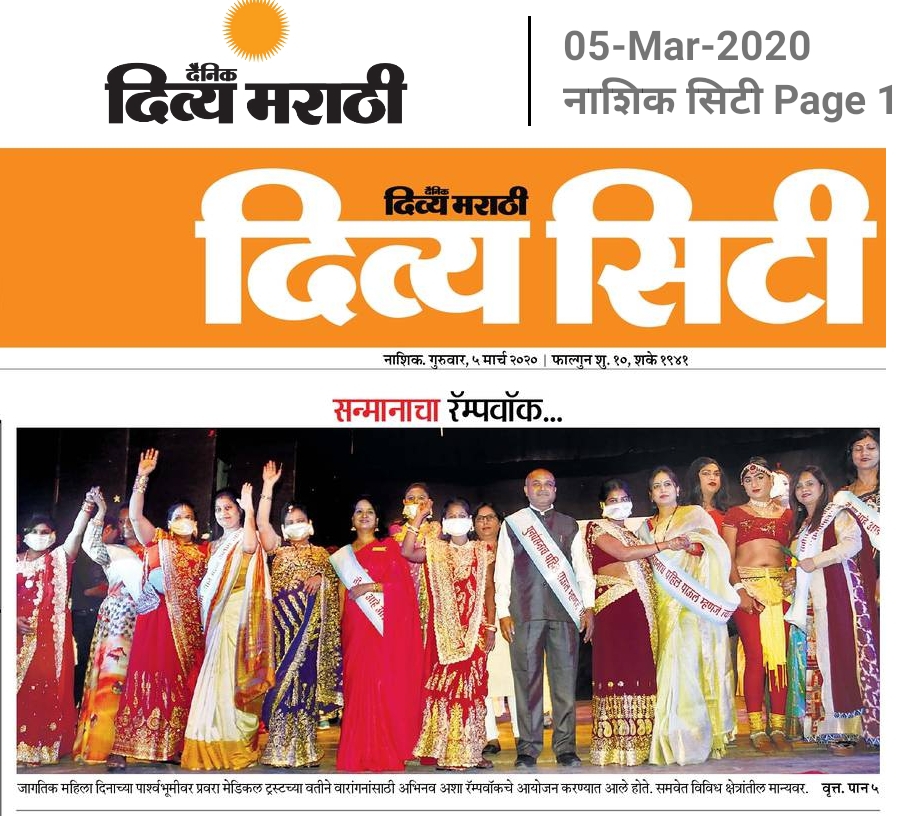 दैनिक
दिव्य मराठी
05-Mar-2020
नाशिक सिटी Page 1
दैनिक
दिव्य मराठी
दिव्य सिटी
नाशिक. गुरुवार, ५ मार्च २०२० | फाल्गुन शु. १०, शके १९४१
सन्मानाचा रॅम्पवॉक...
जागतिक महिला दिनाच्या पार्श्वभूमीवर प्रवरा मेडिकल ट्रस्टच्या वतीने वारांगनांसाठी अभिनव अशा रॅम्पवॉकचे आयोजन करण्यात आले होते. समवेत विविध क्षेत्रांतील मान्यवर. वृत्त. पान ५